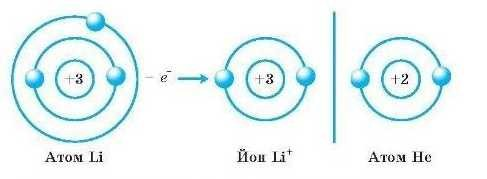 +3 – e⁻ +3 +2
Атом Li Йон Li⁺ Атом He